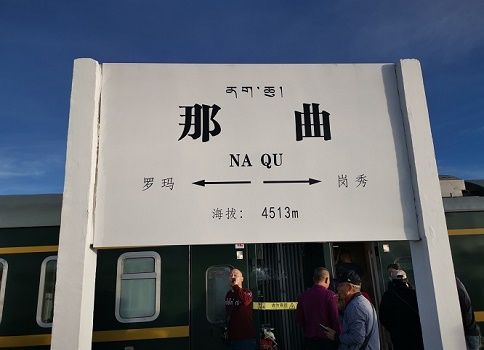 ནག་ཆུ།
那曲
NA QU
罗玛 ←→ 岗秀
海拔: 4513m